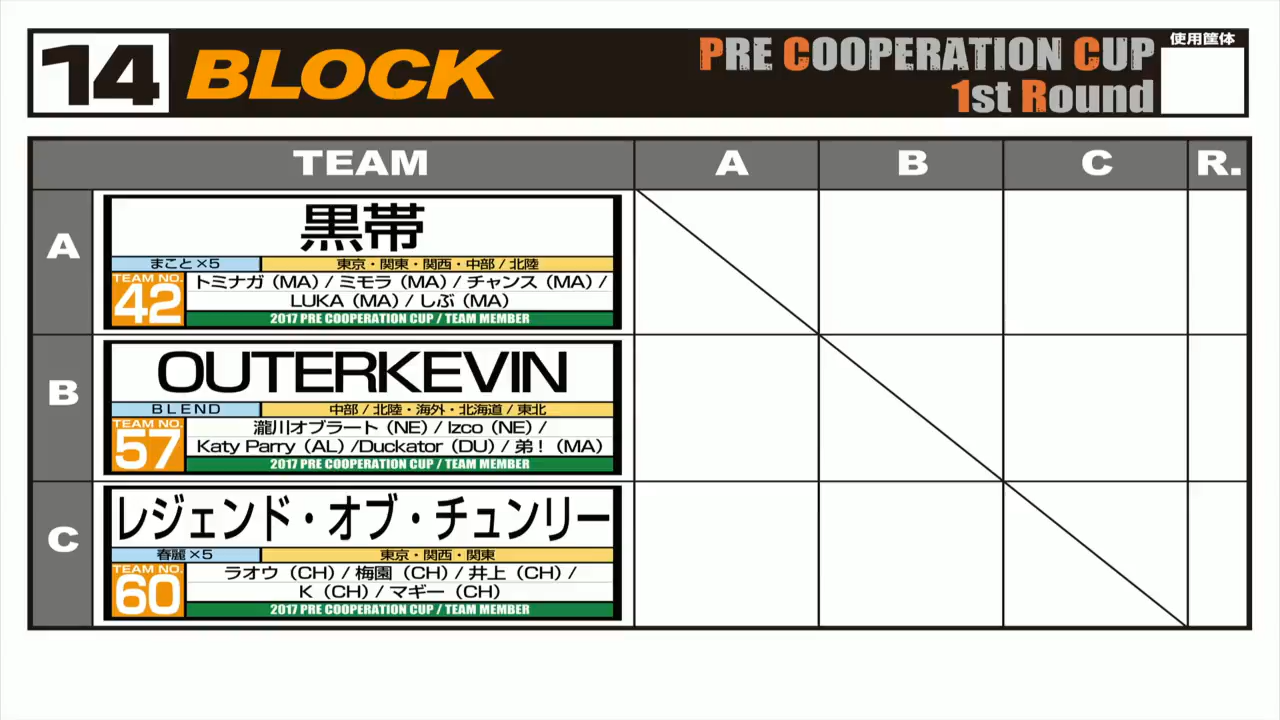 14 BLOCK
PRE COOPERATION CUP
1st Round
使用筐体
TEAM A B C R.
A
黒帯
まこと×5 東京・関東・関西・中部 / 北陸
TEAM NO.
42
トミナガ（MA）/ ミモラ（MA）/ チャンス（MA）/
LUKA（MA）/ しぶ（MA）
2017 PRE COOPERATION CUP / TEAM MEMBER
B
OUTERKEVIN
BLEND 中部 / 北陸・海外・北海道 / 東北
TEAM NO.
57
瀧川オブラート（NE）/ Izco（NE）/
Katy Parry（AL）/Duckator（DU）/ 弟！（MA）
2017 PRE COOPERATION CUP / TEAM MEMBER
C
レジェンド・オブ・チュンリー
春麗×5 東京・関西・関東
TEAM NO.
60
ラオウ（CH）/ 梅園（CH）/ 井上（CH）/
K（CH）/ マギー（CH）
2017 PRE COOPERATION CUP / TEAM MEMBER